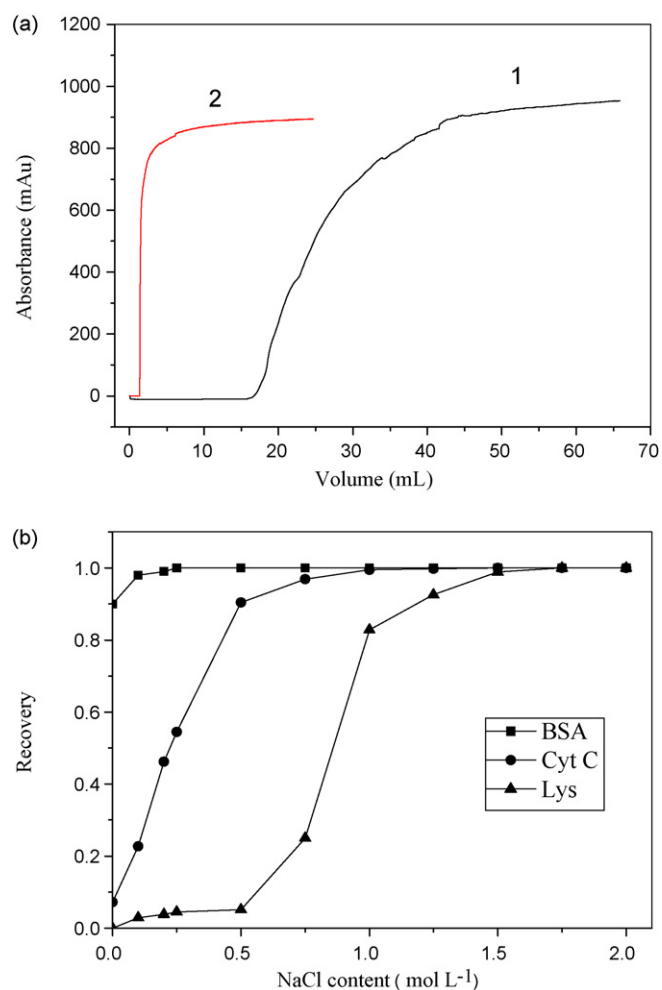 (a)
1200
1000
800
600
400
200
0
2
1
Absorbance (mAu)
0 10 20 30 40 50 60 70
Volume (mL)
(b)
1.0
0.8
0.6
0.4
0.2
0.0
Recovery
BSA
Cyt C
Lys
0.0 0.5 1.0 1.5 2.0
NaCl content ( mol L-1)